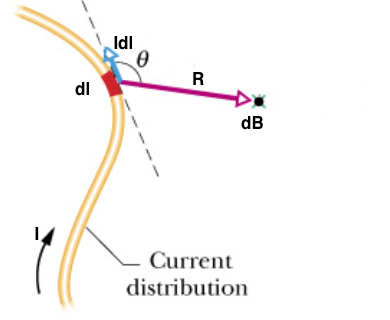 Idl
θ
R
dl
dB
I
Current
distribution